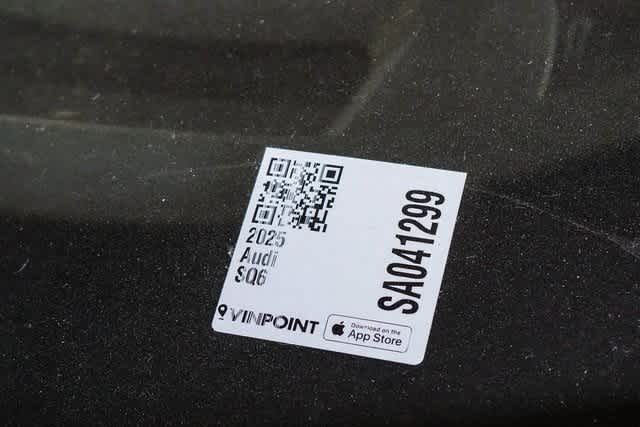 2025
Audi
SQ6
SA041299
VINPOINT
Download on the
App Store